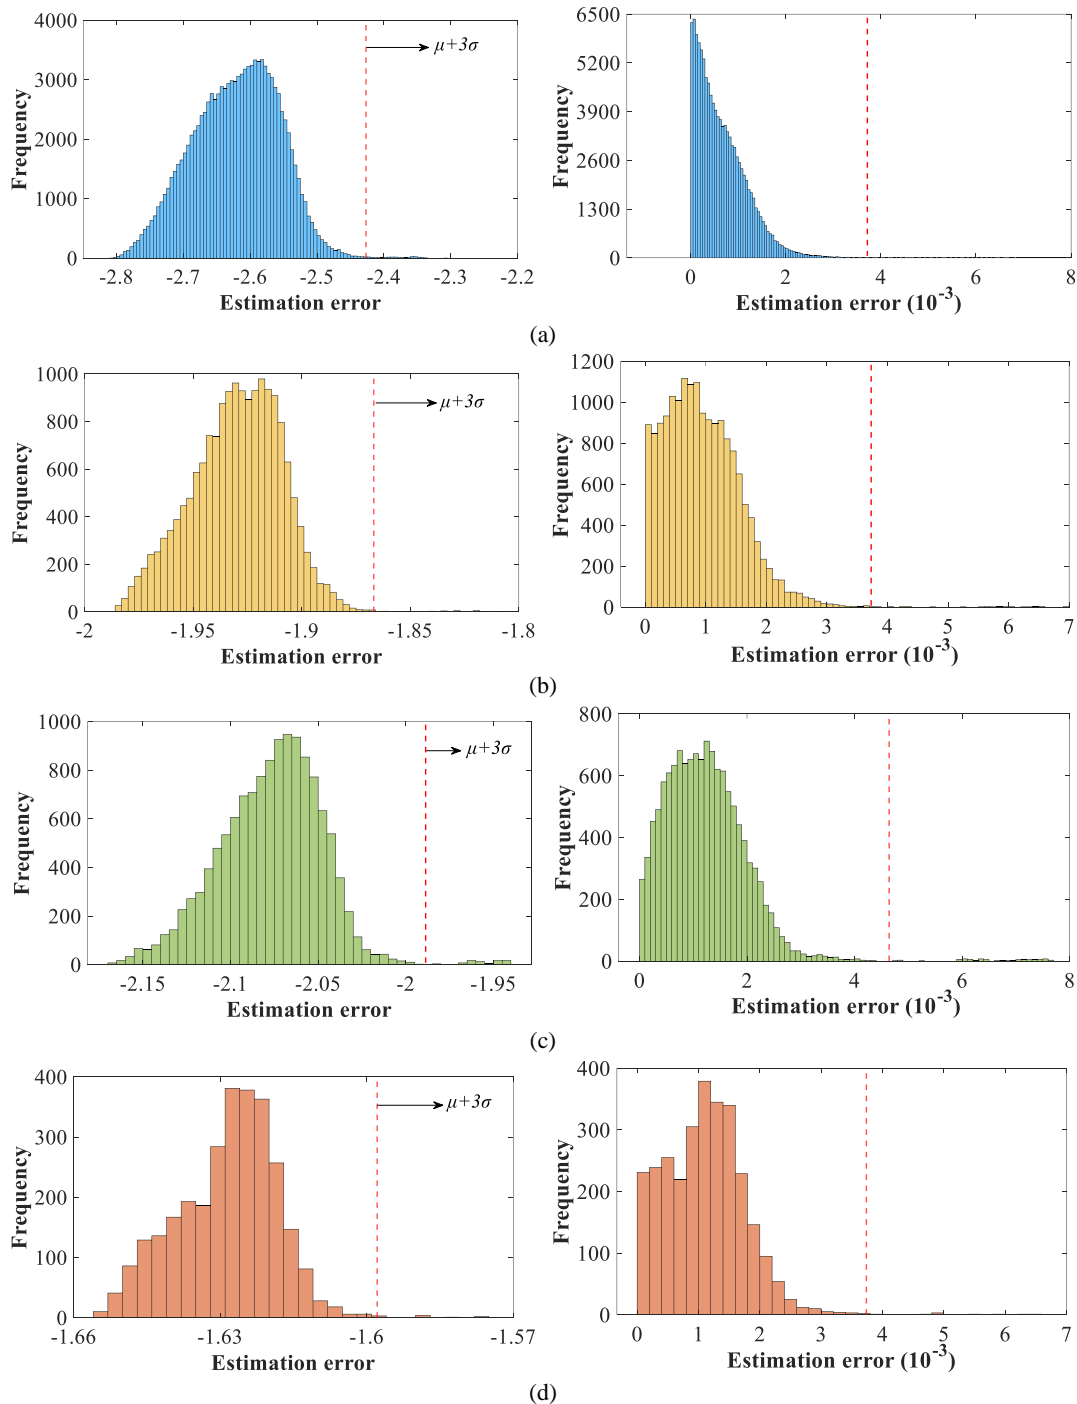 4000
3000
2000
1000
0
Frequency
μ+3σ
-2.8 -2.7 -2.6 -2.5 -2.4 -2.3 -2.2
Estimation error
6500
5200
3900
2600
1300
0
Frequency
0 2 4 6 8
Estimation error (10-3)
(a)
1000
800
600
400
200
0
Frequency
μ+3σ
-2 -1.95 -1.9 -1.85 -1.8
Estimation error
1200
1000
800
600
400
200
0
Frequency
0 1 2 3 4 5 6 7
Estimation error (10-3)
(b)
1000
800
600
400
200
0
Frequency
μ+3σ
-2.15 -2.1 -2.05 -2 -1.95
Estimation error
800
600
400
200
0
Frequency
0 2 4 6 8
Estimation error (10-3)
(c)
400
300
200
100
0
Frequency
μ+3σ
-1.66 -1.63 -1.6 -1.57
Estimation error
400
300
200
100
0
Frequency
0 1 2 3 4 5 6 7
Estimation error (10-3)
(d)